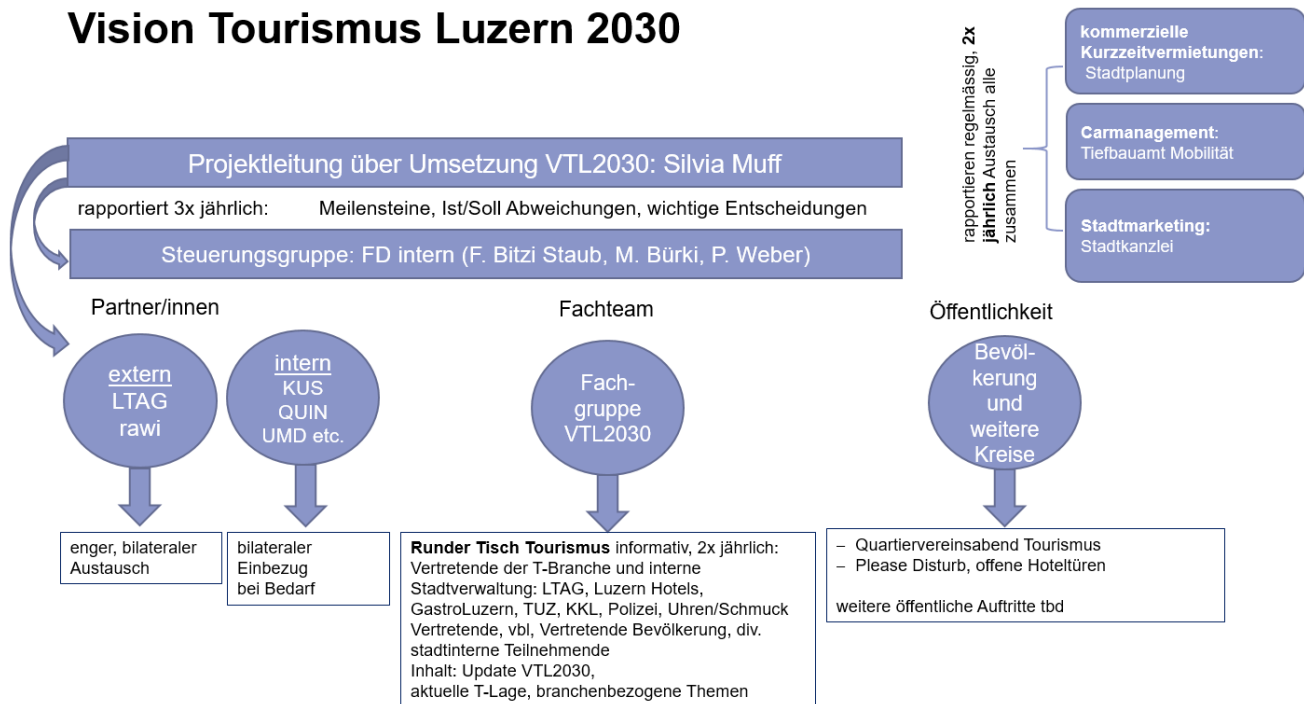 Vision Tourismus Luzern 2030
rapportieren regelmässig, 2x
jährlich Austausch alle
zusammen
kommerzielle
Kurzzeitvermietungen:
Stadtplanung
Carmanagement:
Tiefbauamt Mobilität
Stadtmarketing:
Stadtkanzlei
Projektleitung über Umsetzung VTL2030: Silvia Muff
rapportiert 3x jährlich: Meilensteine, Ist/Soll Abweichungen, wichtige Entscheidungen
Steuerungsgruppe: FD intern (F. Bitzi Staub, M. Bürki, P. Weber)
Partner/innen
extern
LTAG
rawi
intern
KUS
QUIN
UMD etc.
Fachteam
Fach-
gruppe
VTL2030
Öffentlichkeit
Bevöl-
kerung
und
weitere
Kreise
enger, bilateraler
Austausch
bilateraler
Einbezug
bei Bedarf
Runder Tisch Tourismus informativ, 2x jährlich:
Vertretende der T-Branche und interne
Stadtverwaltung: LTAG, Luzern Hotels,
GastroLuzern, TUZ, KKL, Polizei, Uhren/Schmuck
Vertretende, vbl, Vertretende Bevölkerung, div.
stadtinterne Teilnehmende
Inhalt: Update VTL2030,
aktuelle T-Lage, branchenbezogene Themen
– Quartiervereinsabend Tourismus
– Please Disturb, offene Hoteltüren
weitere öffentliche Auftritte tbd